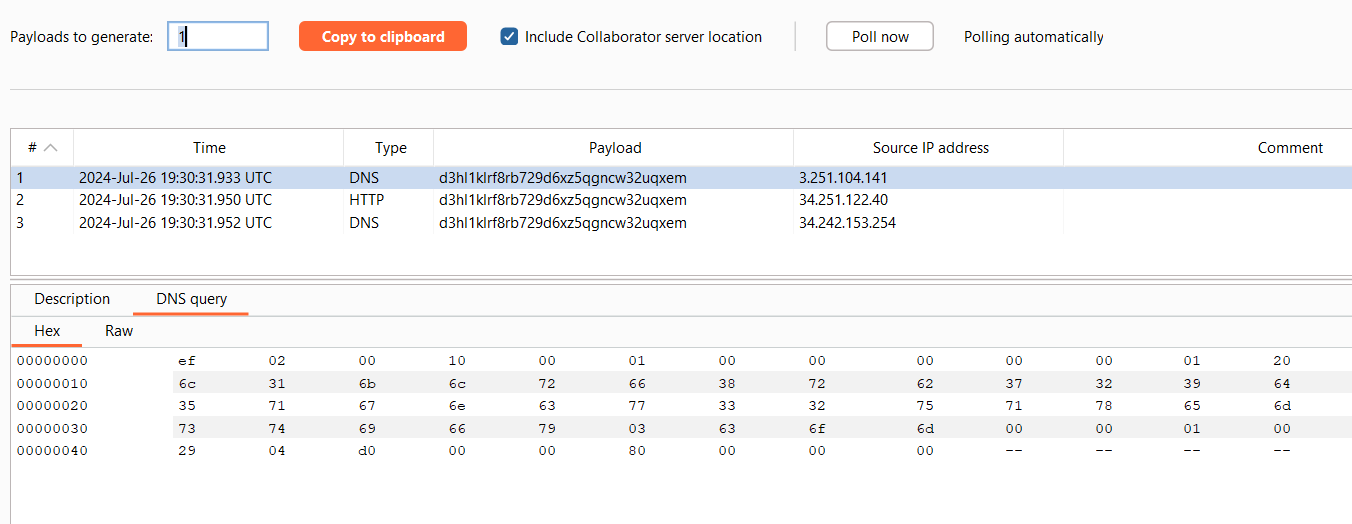 Payloads to generate: 1 Copy to clipboard Include Collaborator server location Poll now Polling automatically
# Time Type Payload Source IP address Comment
1 2024-Jul-26 19:30:31.933 UTC DNS d3hl1klrf8rb729d6xz5qgncw32uqxem 3.251.104.141
2 2024-Jul-26 19:30:31.950 UTC HTTP d3hl1klrf8rb729d6xz5qgncw32uqxem 34.251.122.40
3 2024-Jul-26 19:30:31.952 UTC DNS d3hl1klrf8rb729d6xz5qgncw32uqxem 34.242.153.254
Description DNS query
Hex Raw
00000000 ef 02 00 10 00 01 00 00 00 00 00 01 20
00000010 6c 31 6b 6c 72 66 38 72 62 37 32 39 64
00000020 35 71 67 6e 63 77 33 32 75 71 78 65 6d
00000030 73 74 69 66 79 03 63 6f 6d 00 00 01 00
00000040 29 04 d0 00 00 80 00 00 00 -- -- -- --